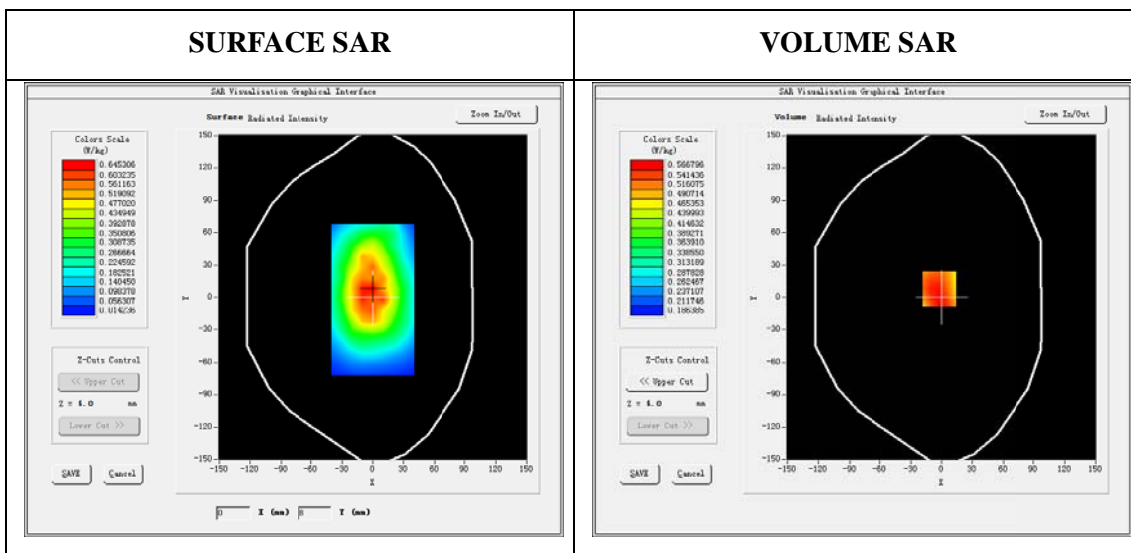 SURFACE SAR
SAR Visualisation Graphical Interface
Surface Radiated Intensity
Zoom In/Out
Colors Scale
(W/kg)
0.645306
0.603235
0.561163
0.519092
0.477020
0.434949
0.392878
0.350806
0.308735
0.266664
0.224592
0.182521
0.140450
0.098378
0.056307
0.014236
Z-Cuts Control
<< Upper Cut
Z = 4.0 mm
Lower Cut >>
SAVE Cancel
150
120
90
60
30
0
-30
-60
-90
-120
-150
Y
-150 -120 -90 -60 -30 0 30 60 90 120 150
X
0 X (mm) 8 Y (mm)
VOLUME SAR
SAR Visualisation Graphical Interface
Volume Radiated Intensity
Zoom In/Out
Colors Scale
(W/kg)
0.566796
0.541436
0.516075
0.490714
0.465353
0.439993
0.414632
0.389271
0.363910
0.338550
0.313189
0.287828
0.262467
0.237107
0.211746
0.186385
Z-Cuts Control
<< Upper Cut
Z = 4.0 mm
Lower Cut >>
SAVE Cancel
150
120
90
60
30
0
-30
-60
-90
-120
-150
Y
-150 -120 -90 -60 -30 0 30 60 90 120 150
X